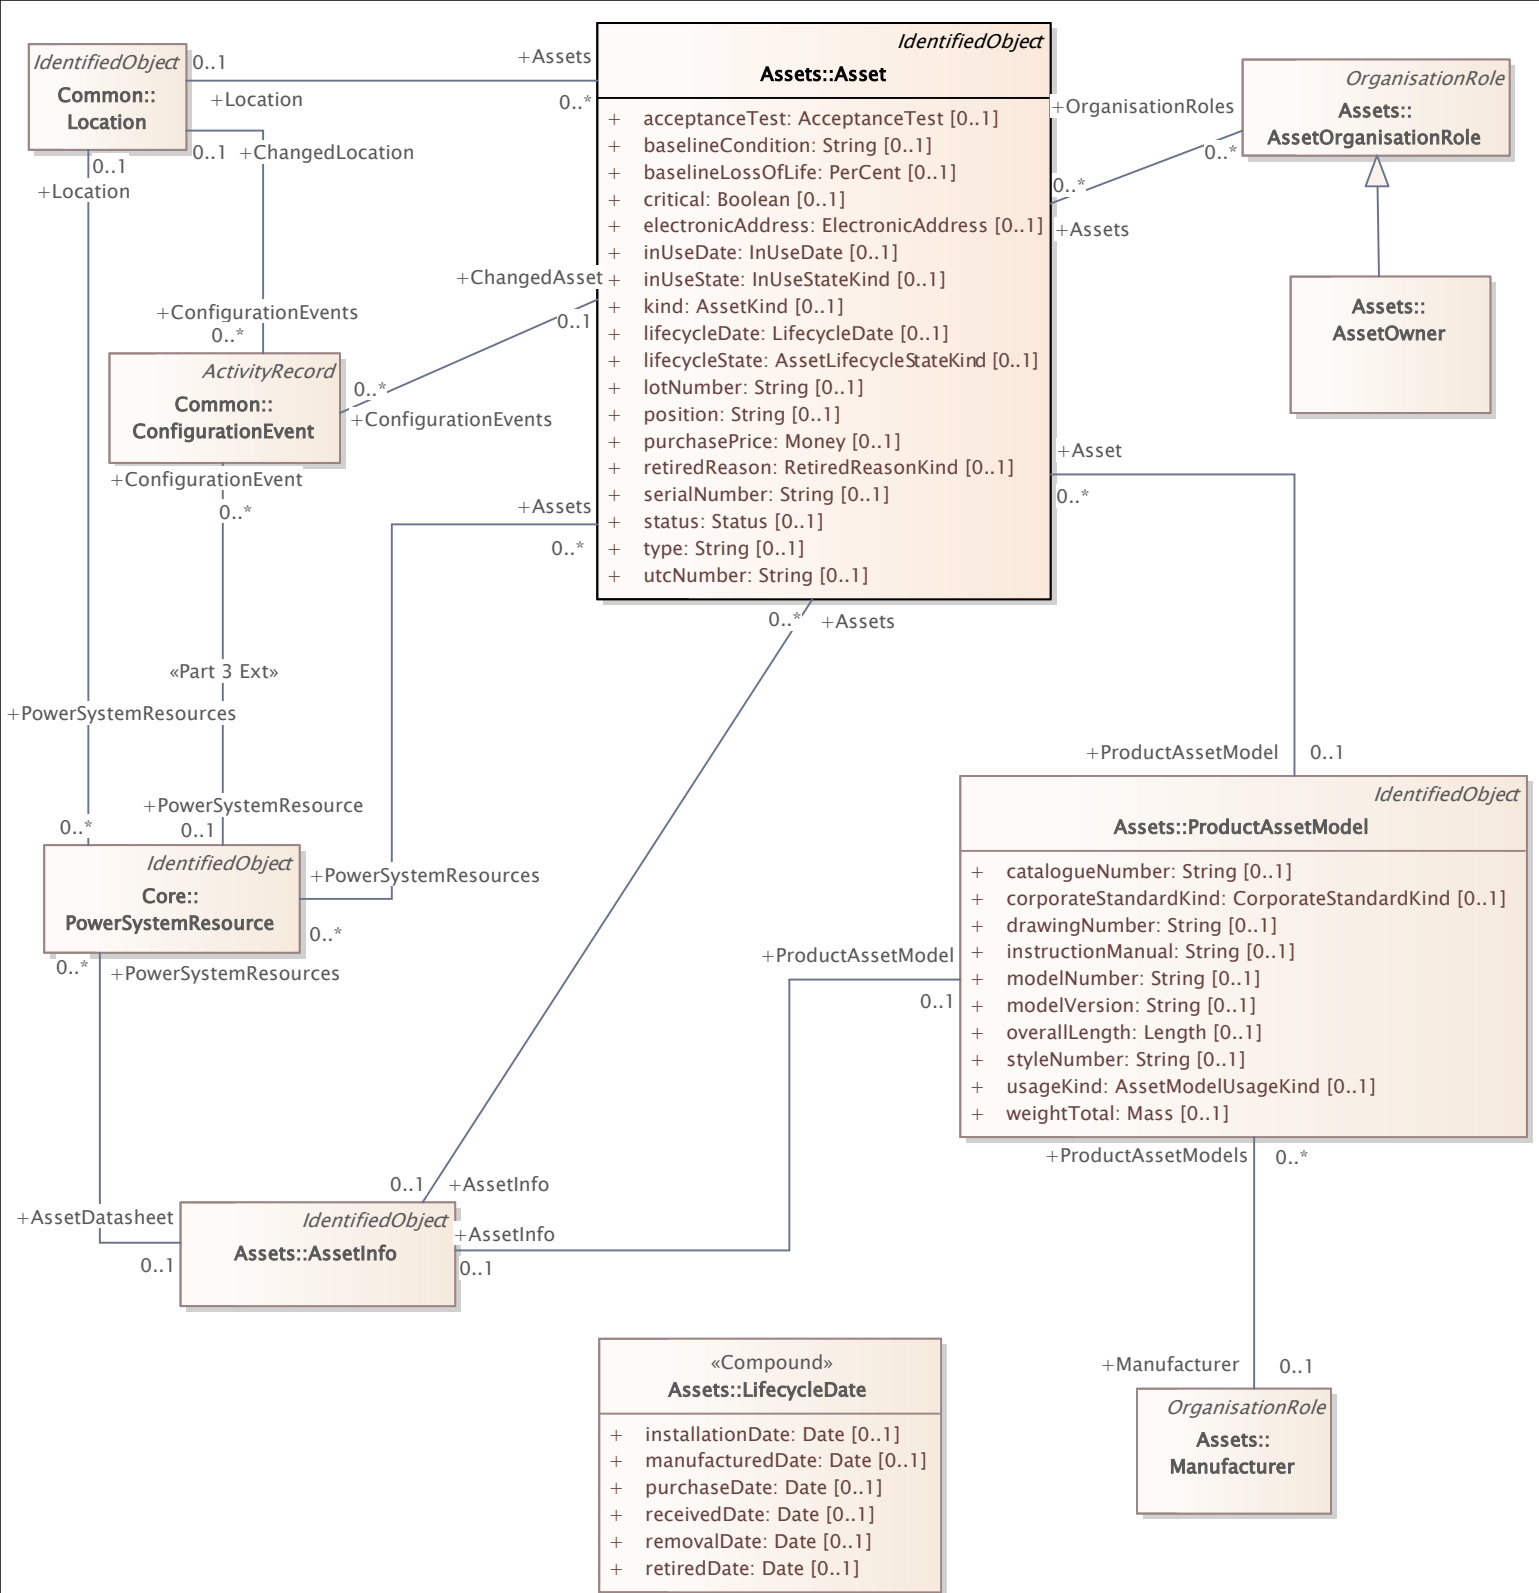 IdentifiedObject
Common::
Location
0..1
+Location
+Assets
0..*
0..1
+ChangedLocation
0..1
+Location
IdentifiedObject
Assets::Asset
+ acceptanceTest: AcceptanceTest [0..1]
+ baselineCondition: String [0..1]
+ baselineLossOfLife: PerCent [0..1]
+ critical: Boolean [0..1]
+ electronicAddress: ElectronicAddress [0..1]
+ inUseDate: InUseDate [0..1]
+ inUseState: InUseStateKind [0..1]
+ kind: AssetKind [0..1]
+ lifecycleDate: LifecycleDate [0..1]
+ lifecycleState: AssetLifecycleStateKind [0..1]
+ lotNumber: String [0..1]
+ position: String [0..1]
+ purchasePrice: Money [0..1]
+ retiredReason: RetiredReasonKind [0..1]
+ serialNumber: String [0..1]
+ status: Status [0..1]
+ type: String [0..1]
+ utcNumber: String [0..1]
+OrganisationRoles
0..*
0..*
+Assets
OrganisationRole
Assets::
AssetOrganisationRole
Assets::
AssetOwner
+ChangedAsset
0..1
+ConfigurationEvents
0..*
ActivityRecord
Common::
ConfigurationEvent
0..*
+ConfigurationEvents
+ConfigurationEvent
0..*
+Assets
0..*
+Asset
0..*
0..*
+Assets
«Part 3 Ext»
+PowerSystemResources
0..*
+PowerSystemResource
0..1
+ProductAssetModel
0..1
IdentifiedObject
Core::
PowerSystemResource
+PowerSystemResources
0..*
0..*
+PowerSystemResources
IdentifiedObject
Assets::ProductAssetModel
+ catalogueNumber: String [0..1]
+ corporateStandardKind: CorporateStandardKind [0..1]
+ drawingNumber: String [0..1]
+ instructionManual: String [0..1]
+ modelNumber: String [0..1]
+ modelVersion: String [0..1]
+ overallLength: Length [0..1]
+ styleNumber: String [0..1]
+ usageKind: AssetModelUsageKind [0..1]
+ weightTotal: Mass [0..1]
+ProductAssetModel
0..1
+ProductAssetModels
0..*
0..1
+AssetInfo
+AssetDatasheet
0..1
IdentifiedObject
Assets::AssetInfo
+AssetInfo
0..1
+Manufacturer
0..1
OrganisationRole
Assets::
Manufacturer
«Compound»
Assets::LifecycleDate
+ installationDate: Date [0..1]
+ manufacturedDate: Date [0..1]
+ purchaseDate: Date [0..1]
+ receivedDate: Date [0..1]
+ removalDate: Date [0..1]
+ retiredDate: Date [0..1]